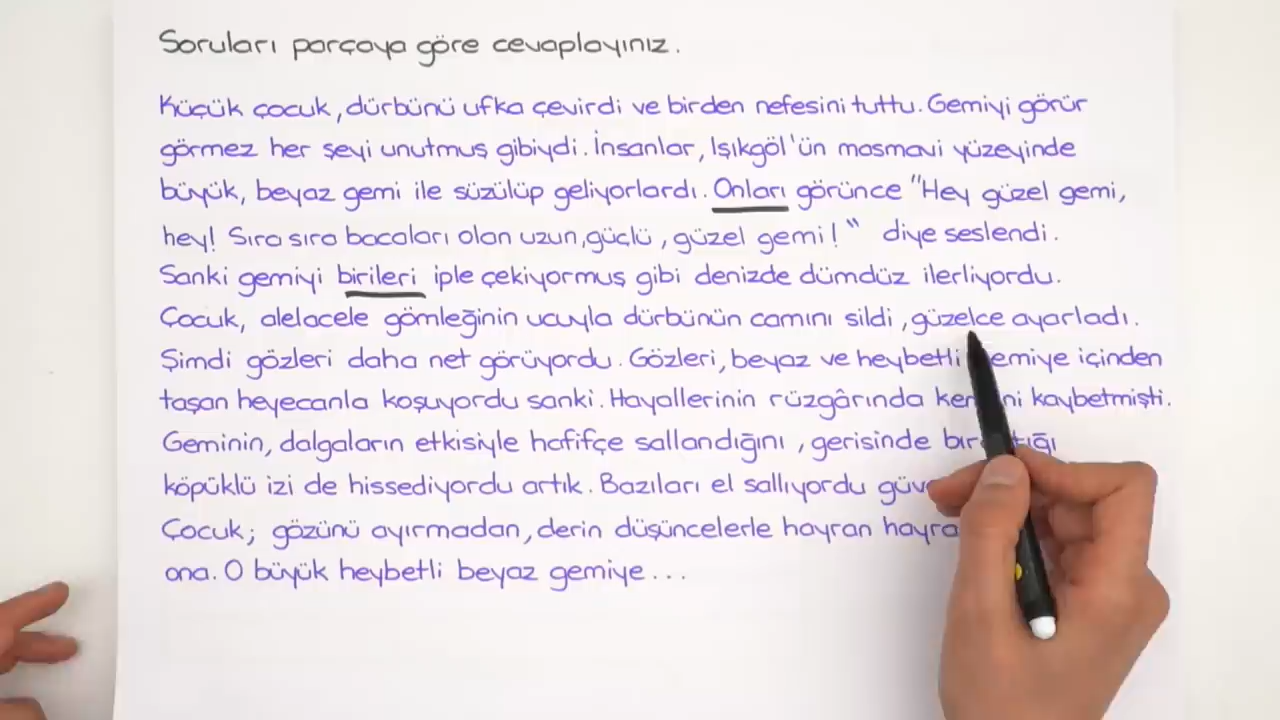 Soruları parçaya göre cevaplayınız.
Küçük çocuk, dürbünü ufka çevirdi ve birden nefesini tuttu. Gemiyi görür
görmez her şeyi unutmuş gibiydi. İnsanlar, Işıkgöl'ün masmavi yüzeyinde
büyük, beyaz gemi ile süzülüp geliyorlardı. Onları görünce "Hey güzel gemi,
hey! Sıra sıra bacaları olan uzun, güçlü, güzel gemi!" diye seslendi.
Sanki gemiyi birileri iple çekiyormuş gibi denizde dümdüz ilerliyordu.
Çocuk, alelacele gömleğinin ucuyla dürbünün camını sildi, güzelce ayarladı.
Şimdi gözleri daha net görüyordu. Gözleri, beyaz ve heybetli gemiye içinden
taşan heyecanla koşuyordu sanki. Hayallerinin rüzgârında kendini kaybetmişti.
Geminin, dalgaların etkisiyle hafifçe sallandığını, gerisinde bıraktığı
köpüklü izi de hissediyordu artık. Bazıları el sallıyordu
Çocuk; gözünü ayırmadan, derin düşüncelerle hayran
ona. O büyük heybetli beyaz gemiye...